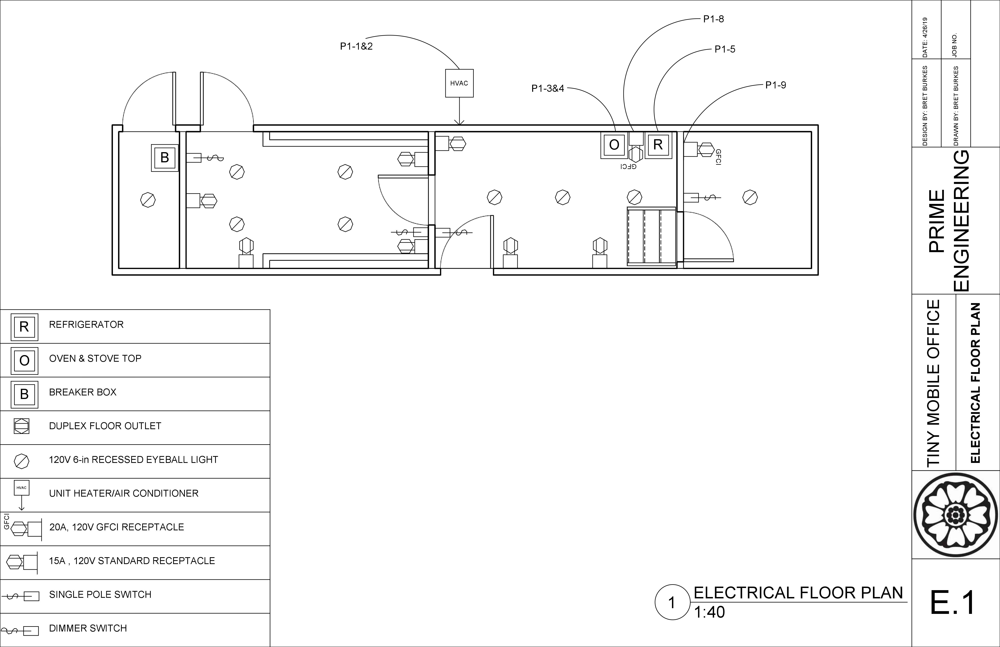 P1-8
P1-1&2
P1-5
HVAC
P1-3&4
P1-9
B
O
R
GFCI
GFCI
R
REFRIGERATOR
O
OVEN & STOVE TOP
B
BREAKER BOX
DUPLEX FLOOR OUTLET
120V 6-in RECESSED EYEBALL LIGHT
HVAC
UNIT HEATER/AIR CONDITIONER
GFCI
20A, 120V GFCI RECEPTACLE
15A , 120V STANDARD RECEPTACLE
SINGLE POLE SWITCH
DIMMER SWITCH
1
ELECTRICAL FLOOR PLAN
1:40
DATE: 4/26/19
JOB NO.
DESIGN BY: BRET BURKES
DRAWN BY: BRET BURKES
PRIME
ENGINEERING
TINY MOBILE OFFICE
ELECTRICAL FLOOR PLAN
E.1